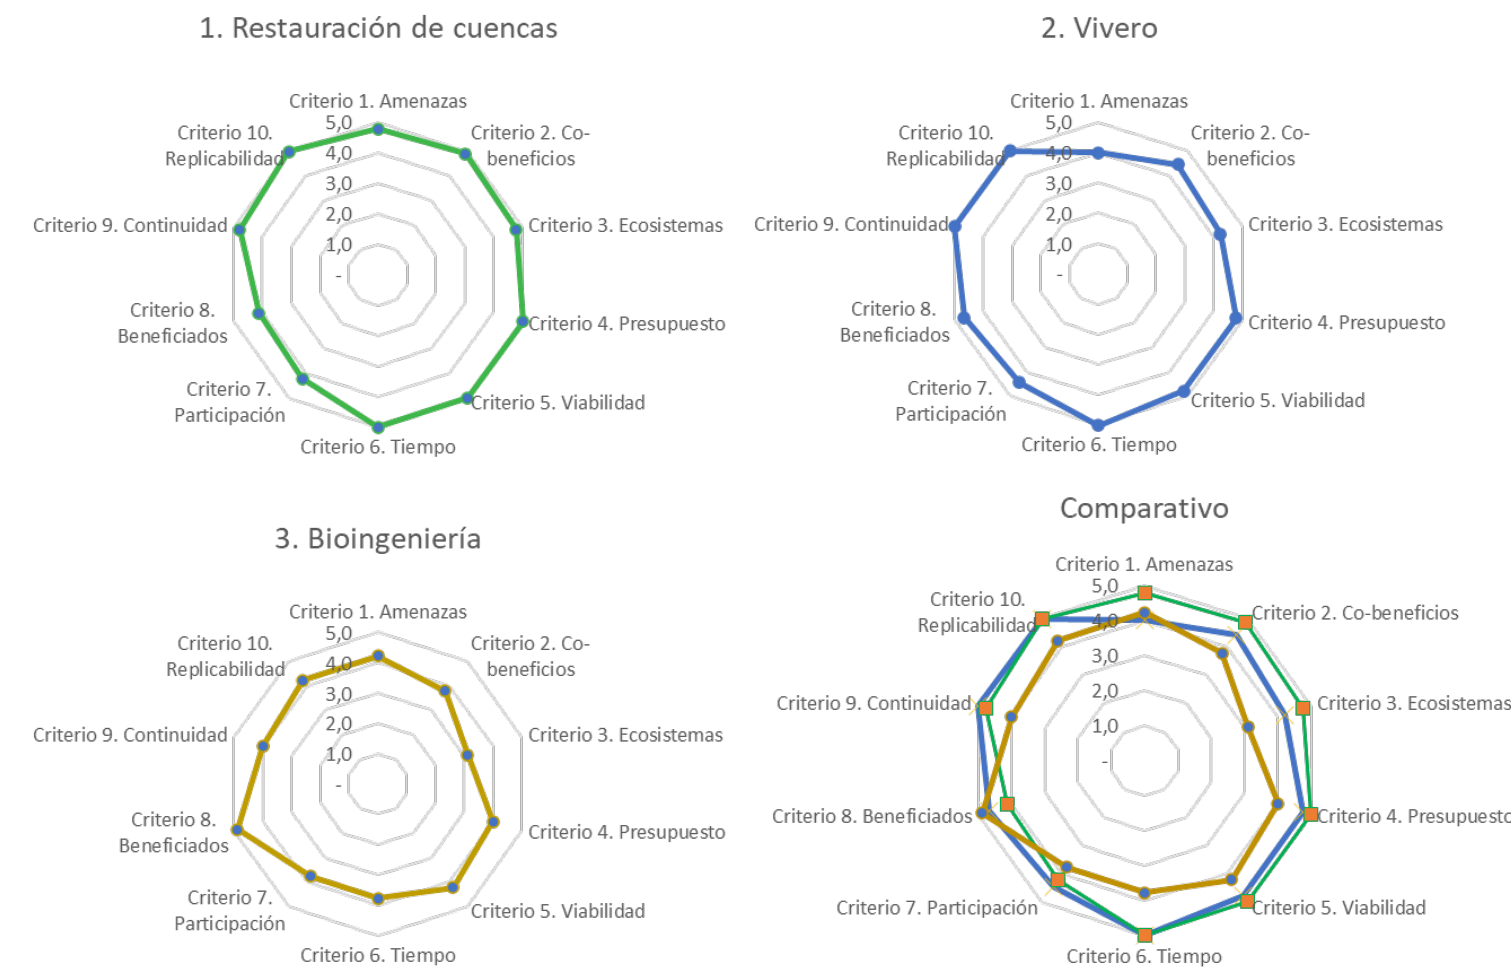 1. Restauración de cuencas
Criterio 1. Amenazas
5,0
4,0
3,0
2,0
1,0
-
Criterio 2. Co-
beneficios
Criterio 3. Ecosistemas
Criterio 4. Presupuesto
Criterio 5. Viabilidad
Criterio 6. Tiempo
Criterio 7.
Participación
Criterio 8.
Beneficiados
Criterio 9. Continuidad
Criterio 10.
Replicabilidad
2. Vivero
Criterio 1. Amenazas
5,0
4,0
3,0
2,0
1,0
-
Criterio 2. Co-
beneficios
Criterio 3. Ecosistemas
Criterio 4. Presupuesto
Criterio 5. Viabilidad
Criterio 6. Tiempo
Criterio 7.
Participación
Criterio 8.
Beneficiados
Criterio 9. Continuidad
Criterio 10.
Replicabilidad
3. Bioingeniería
Criterio 1. Amenazas
5,0
4,0
3,0
2,0
1,0
-
Criterio 2. Co-
beneficios
Criterio 3. Ecosistemas
Criterio 4. Presupuesto
Criterio 5. Viabilidad
Criterio 6. Tiempo
Criterio 7.
Participación
Criterio 8.
Beneficiados
Criterio 9. Continuidad
Criterio 10.
Replicabilidad
Comparativo
Criterio 1. Amenazas
5,0
4,0
3,0
2,0
1,0
-
Criterio 2. Co-beneficios
Criterio 3. Ecosistemas
Criterio 4. Presupuesto
Criterio 5. Viabilidad
Criterio 6. Tiempo
Criterio 7. Participación
Criterio 8. Beneficiados
Criterio 9. Continuidad
Criterio 10.
Replicabilidad